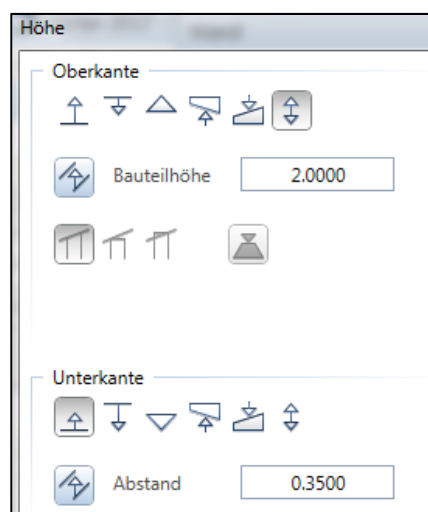 Höhe
Oberkante
Bauteilhöhe 2.0000
Unterkante
Abstand 0.3500